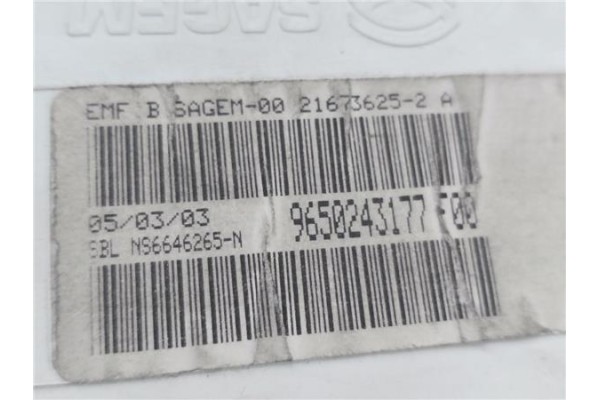 SAGEM
EMF B SAGEM-00 21673625-2 A
05/03/03 9650243177 F00
SBL NS6646265-N